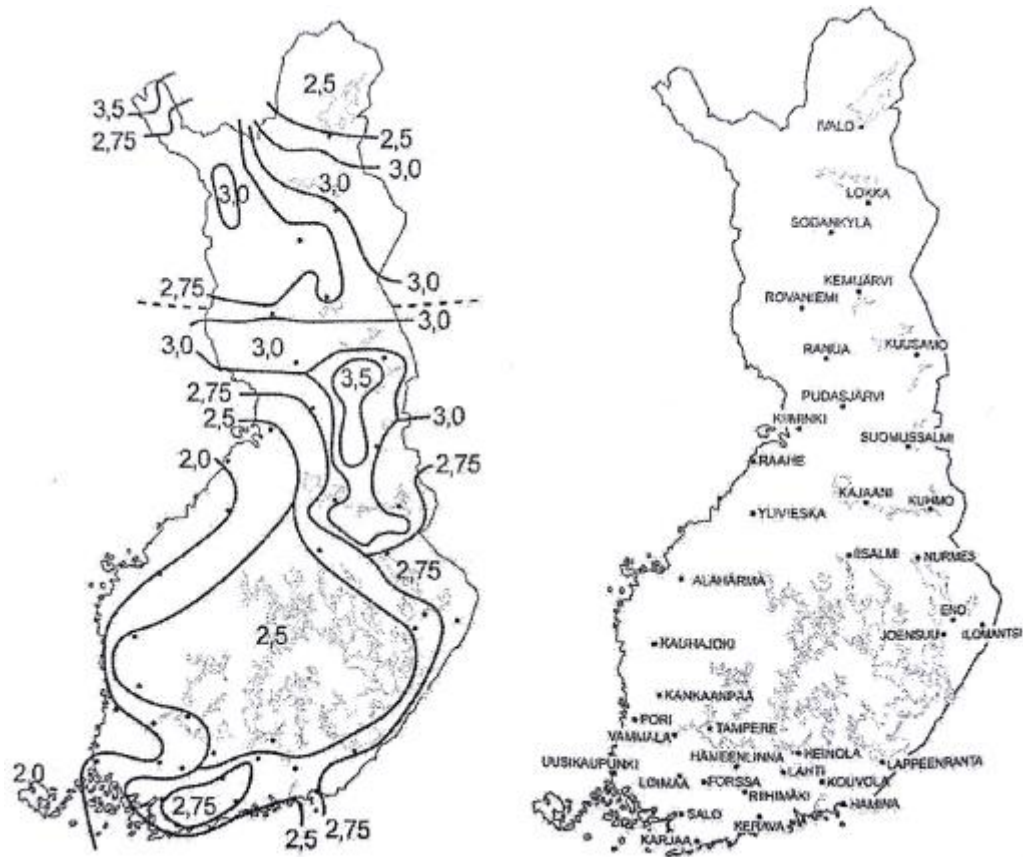 2,5
3,5
2,75
2,5
3,0
3,0
3,0
2,75
3,0
3,0
3,0
3,0
3,5
2,75
2,5
3,0
2,0
2,75
2,75
2,5
2,0
2,75
2,5
2,75
IVALO
LOKKA
SODANKYLÄ
KEMIJÄRVI
ROVANIEMI
RANUA
KUUSAMO
PUDASJÄRVI
KIIMINKI
SUOMUSSALMI
RAAHE
KAJAANI
KUHMO
YLIVIESKA
IISALMI
NURMES
ALAHÄRMÄ
ENO
JOENSUU
ILOMANTSI
KAUHAJOKI
KANKAANPÄÄ
PORI
TAMPERE
VAMMALA
UUSIKAUPUNKI
HÄMEENLINNA
HEINOLA
LAPPEENRANTA
LAHTI
LOIMAA
FORSSA
KOUVOLA
RIIHIMÄKI
HAMINA
SALO
KERAVA
KARJAA